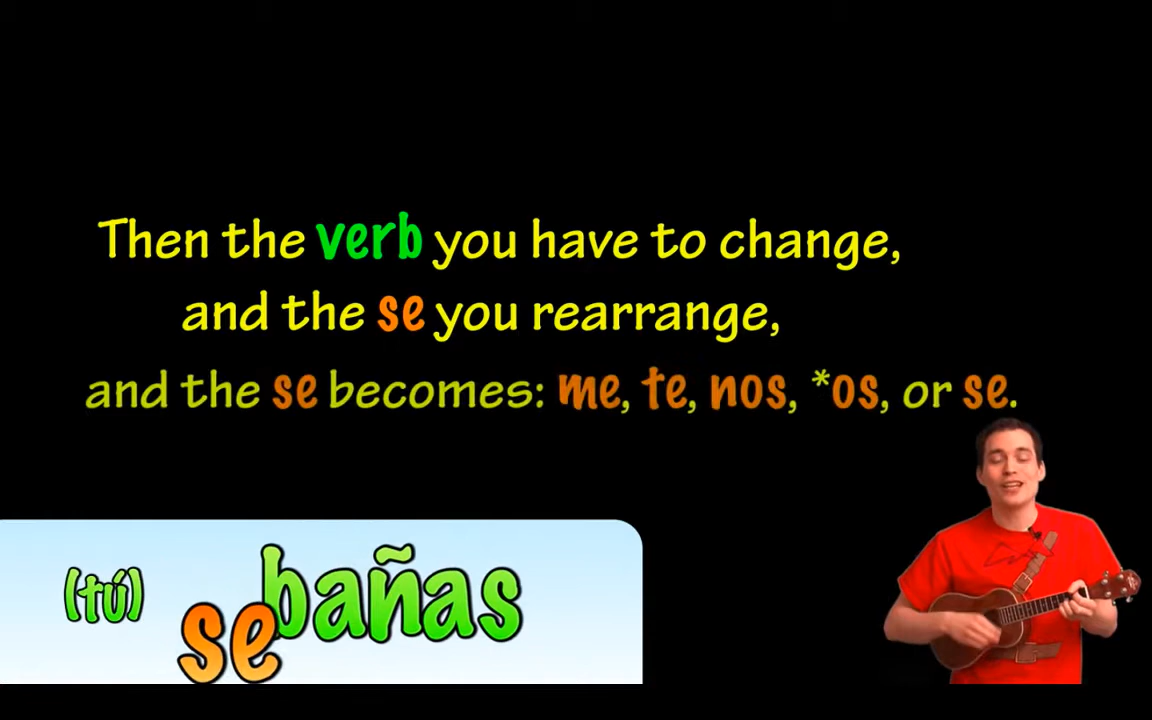 Then the verb you have to change,
and the se you rearrange,
and the se becomes: me, te, nos, *os, or se.
(tú) se bañas